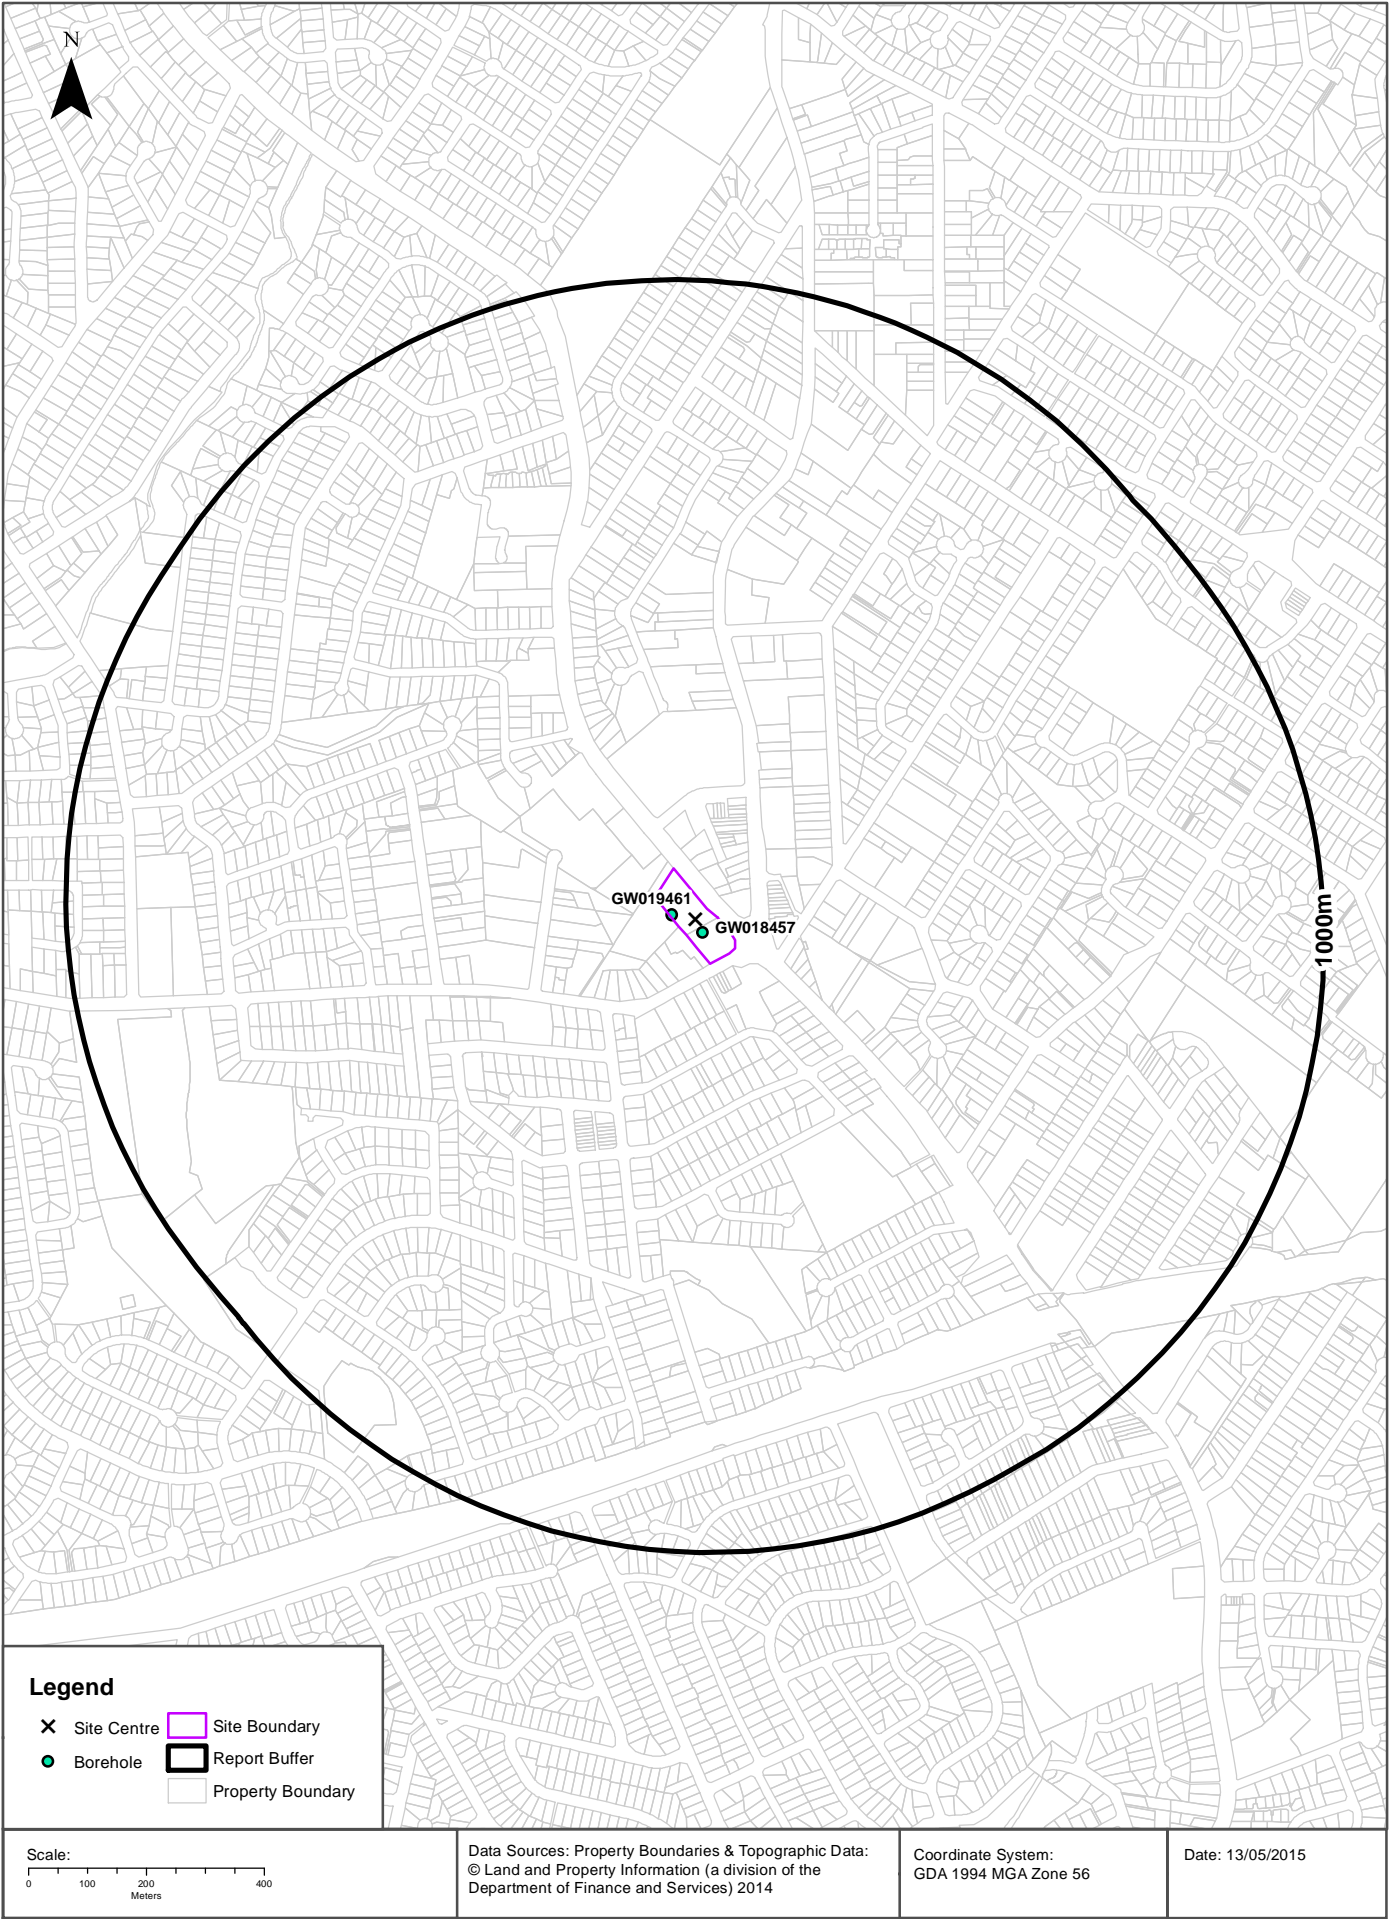 N
GW019461
GW018457
1000m
Legend
Site Centre
Site Boundary
Borehole
Report Buffer
Property Boundary
Scale:
0 100 200 400
Meters
Data Sources: Property Boundaries & Topographic Data:
© Land and Property Information (a division of the
Department of Finance and Services) 2014
Coordinate System:
GDA 1994 MGA Zone 56
Date: 13/05/2015